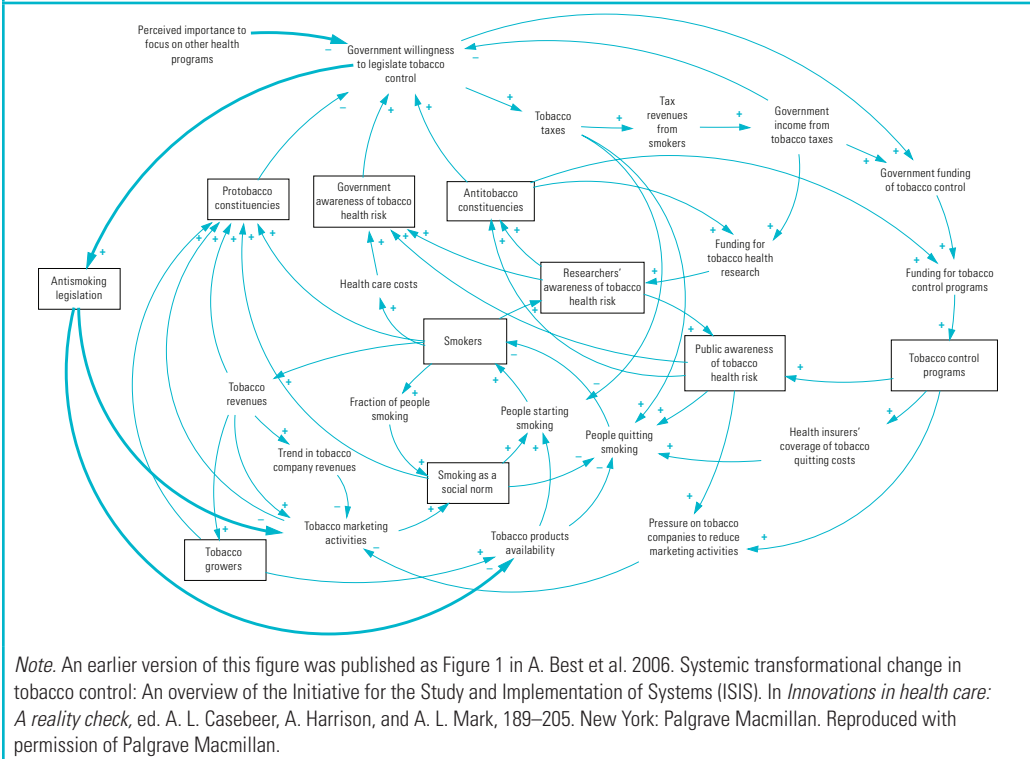 Perceived importance to
focus on other health
programs
Government willingness
to legislate tobacco
control
Tobacco
taxes
Tax
revenues
from
smokers
Government
income from
tobacco taxes
Government funding
of tobacco control
Protobacco
constituencies
Government
awareness of tobacco
health risk
Antitobacco
constituencies
Funding for
tobacco health
research
Funding for tobacco
control programs
Antismoking
legislation
Health care costs
Researchers'
awareness of tobacco
health risk
Smokers
Public awareness
of tobacco
health risk
Tobacco control
programs
Tobacco
revenues
Fraction of people
smoking
People starting
smoking
People quitting
smoking
Health insurers'
coverage of tobacco
quitting costs
Trend in tobacco
company revenues
Smoking as a
social norm
Tobacco marketing
activities
Tobacco products
availability
Pressure on tobacco
companies to reduce
marketing activities
Tobacco
growers
Note. An earlier version of this figure was published as Figure 1 in A. Best et al. 2006. Systemic transformational change in
tobacco control: An overview of the Initiative for the Study and Implementation of Systems (ISIS). In Innovations in health care:
A reality check, ed. A. L. Casebeer, A. Harrison, and A. L. Mark, 189–205. New York: Palgrave Macmillan. Reproduced with
permission of Palgrave Macmillan.